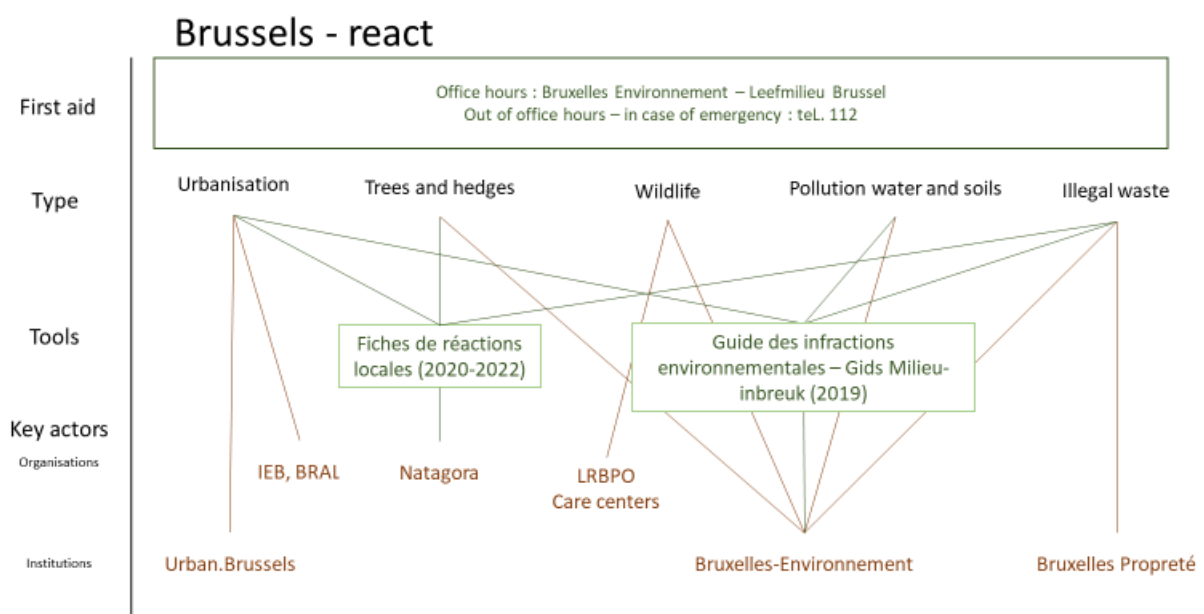 Brussels - react
First aid
Office hours : Bruxelles Environnement – Leefmilieu Brussel
Out of office hours – in case of emergency : teL. 112
Type
Urbanisation
Trees and hedges
Wildlife
Pollution water and soils
Illegal waste
Tools
Fiches de réactions
locales (2020-2022)
Guide des infractions
environnementales – Gids Milieu-
inbreuk (2019)
Key actors
Organisations
IEB, BRAL
Natagora
LRBPO
Care centers
Institutions
Urban.Brussels
Bruxelles-Environnement
Bruxelles Propreté